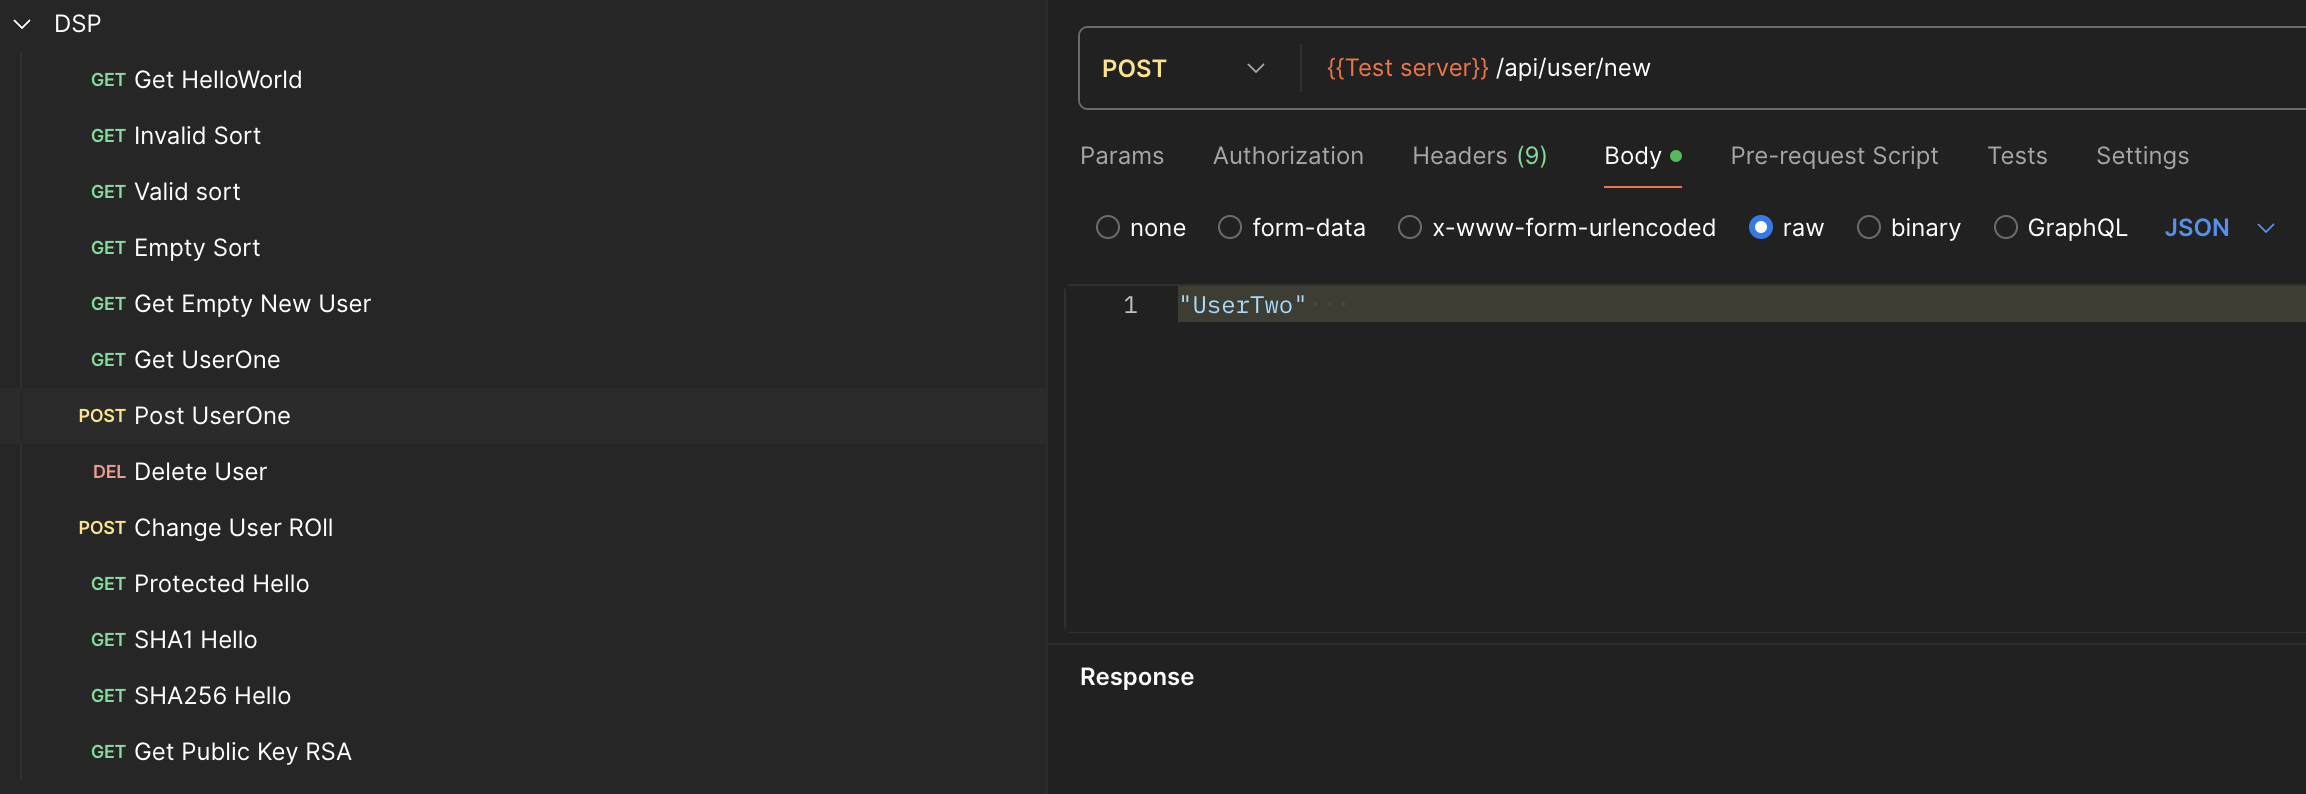 DSP
GET Get HelloWorld
GET Invalid Sort
GET Valid sort
GET Empty Sort
GET Get Empty New User
GET Get UserOne
POST Post UserOne
DEL Delete User
POST Change User ROll
GET Protected Hello
GET SHA1 Hello
GET SHA256 Hello
GET Get Public Key RSA
POST {{Test server}} /api/user/new
Params Authorization Headers (9) Body Pre-request Script Tests Settings
none form-data x-www-form-urlencoded raw binary GraphQL JSON
1 "UserTwo"
Response